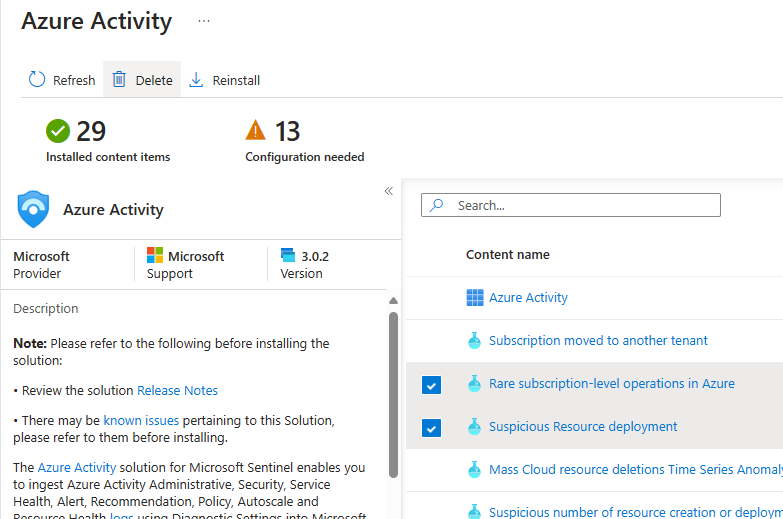 Azure Activity ...
Refresh Delete Reinstall
29 13
Installed content items Configuration needed
Azure Activity
Microsoft Microsoft 3.0.2
Provider Support Version
Description
Note: Please refer to the following before installing the
solution:
• Review the solution Release Notes
• There may be known issues pertaining to this Solution,
please refer to them before installing.
The Azure Activity solution for Microsoft Sentinel enables you
to ingest Azure Activity Administrative, Security, Service
Health, Alert, Recommendation, Policy, Autoscale and
Resource Health logs using Diagnostic Settings into Microsoft
Search...
Content name
Azure Activity
Subscription moved to another tenant
Rare subscription-level operations in Azure
Suspicious Resource deployment
Mass Cloud resource deletions Time Series Anomaly
Suspicious number of resource creation or